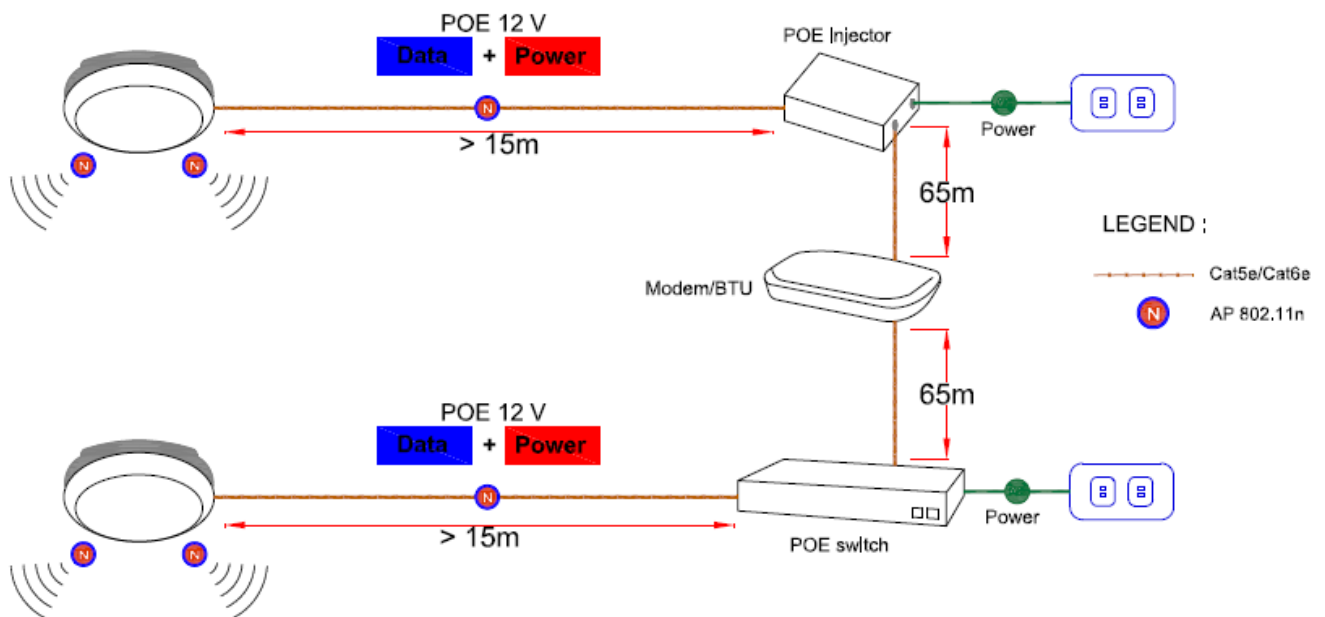 POE 12 V
Data + Power
POE Injector
N
> 15m
Power
N N
65m
LEGEND :
Modem/BTU
Cat5e/Cat6e
N AP 802.11n
65m
POE 12 V
Data + Power
N
> 15m
Power
POE switch
N N